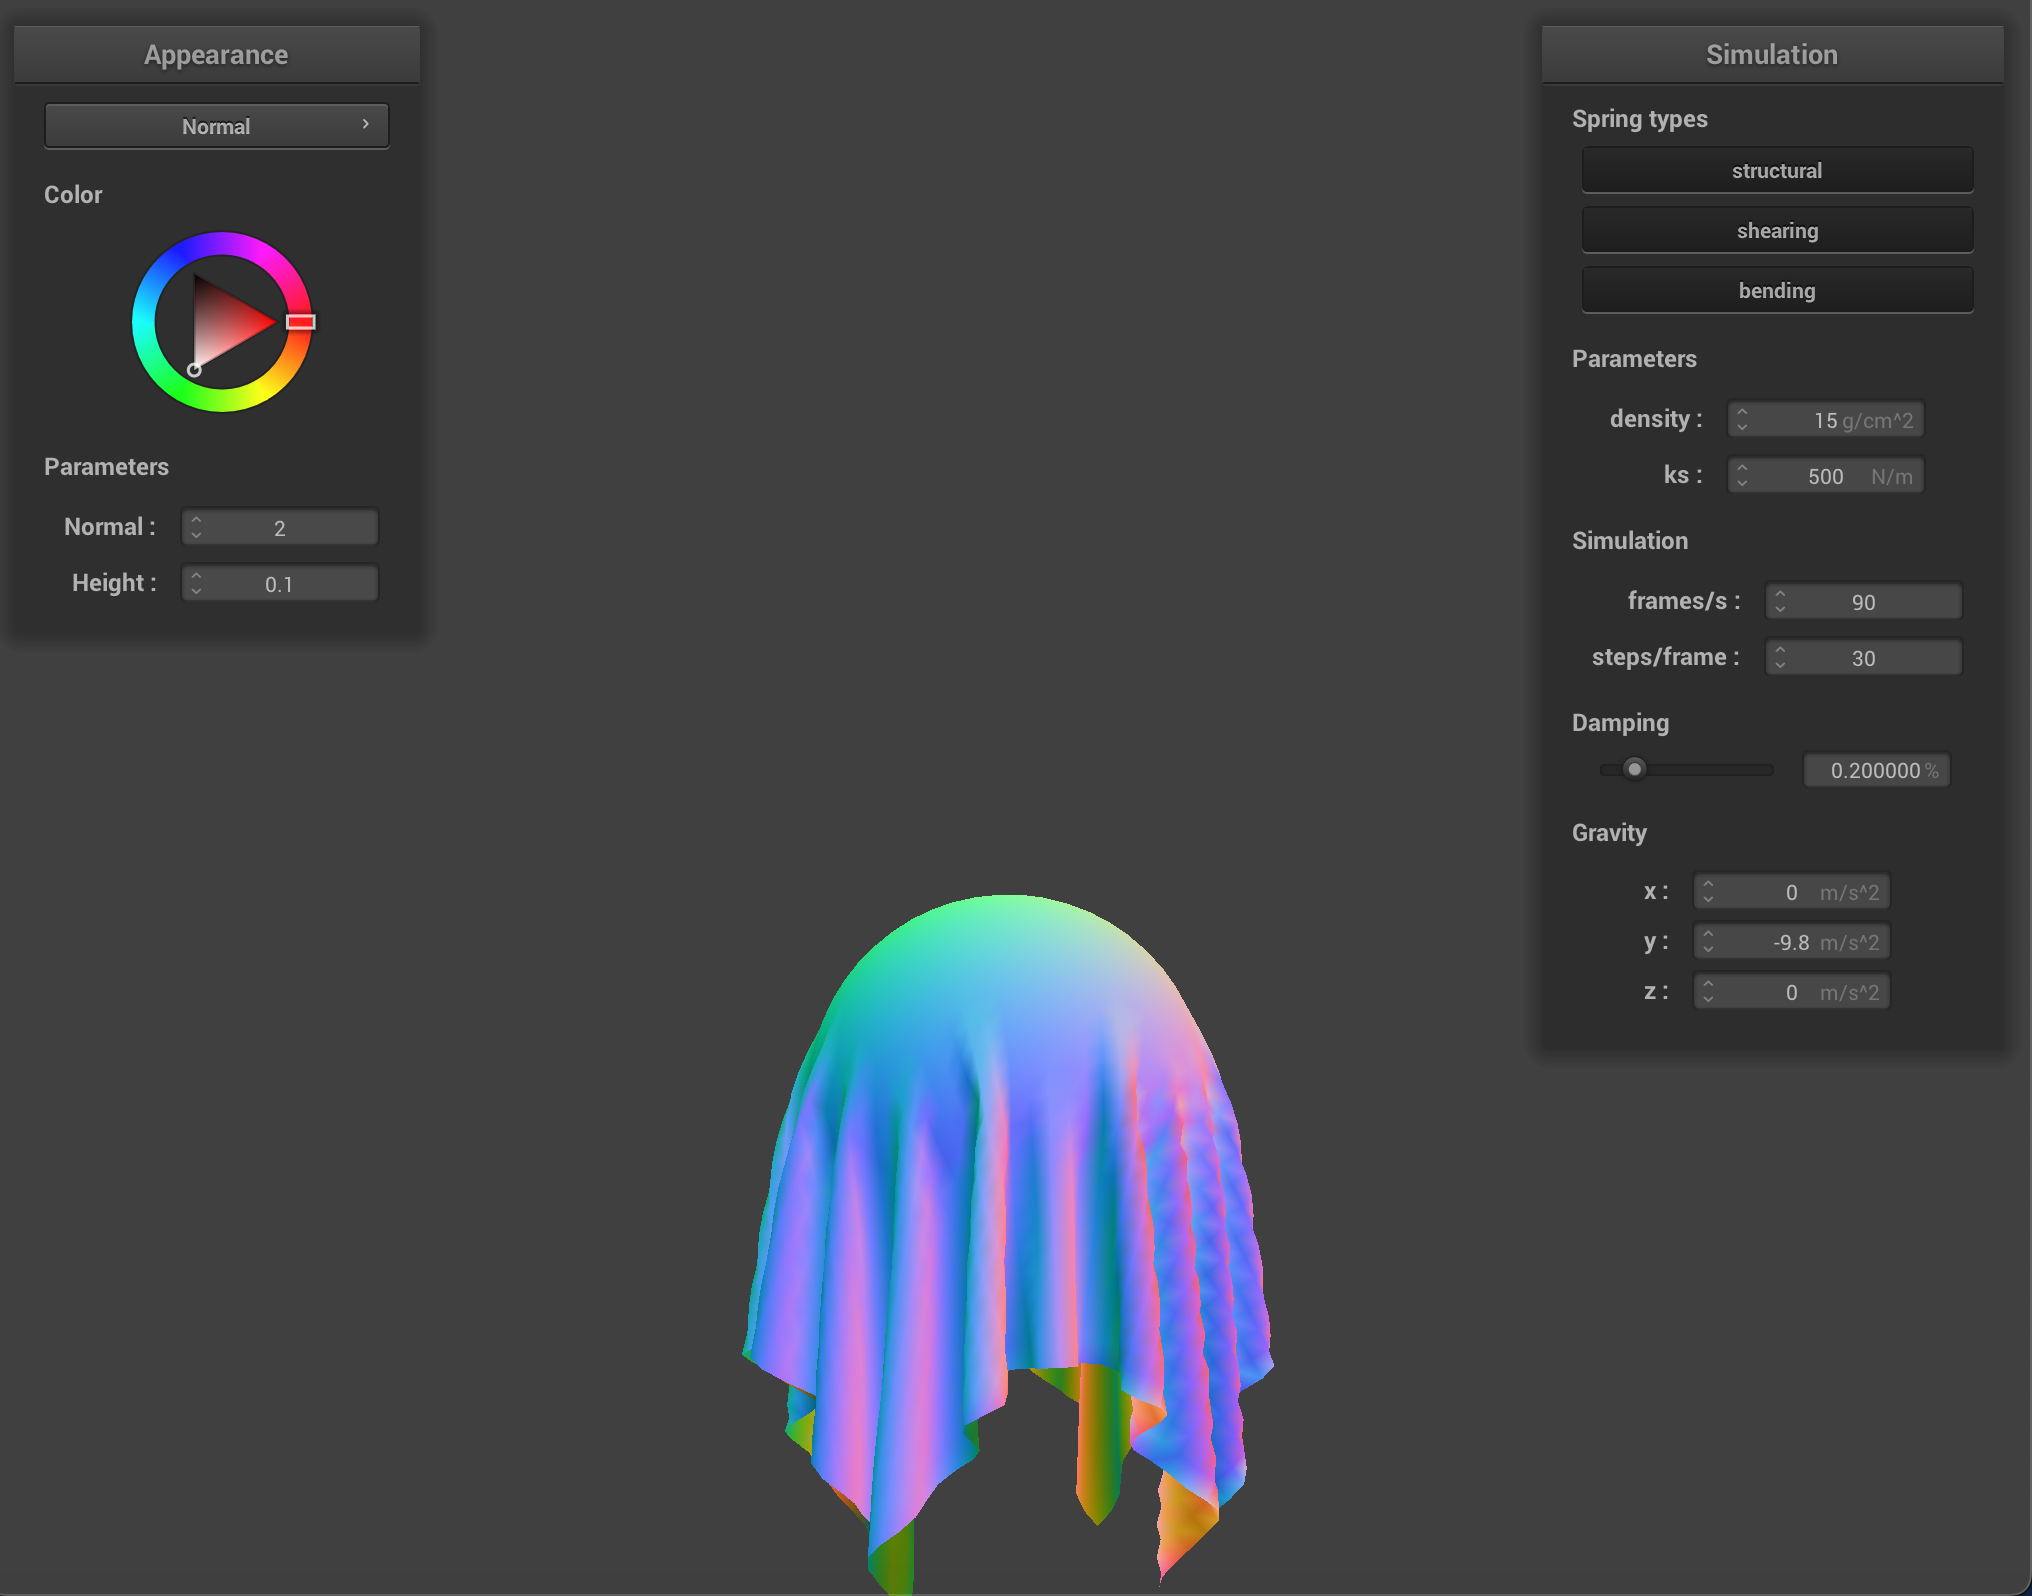 Appearance
Normal
Color
Parameters
Normal : 2
Height : 0.1
Simulation
Spring types
structural
shearing
bending
Parameters
density : 15 g/cm^2
ks : 500 N/m
Simulation
frames/s : 90
steps/frame : 30
Damping
0.200000 %
Gravity
x : 0 m/s^2
y : -9.8 m/s^2
z : 0 m/s^2